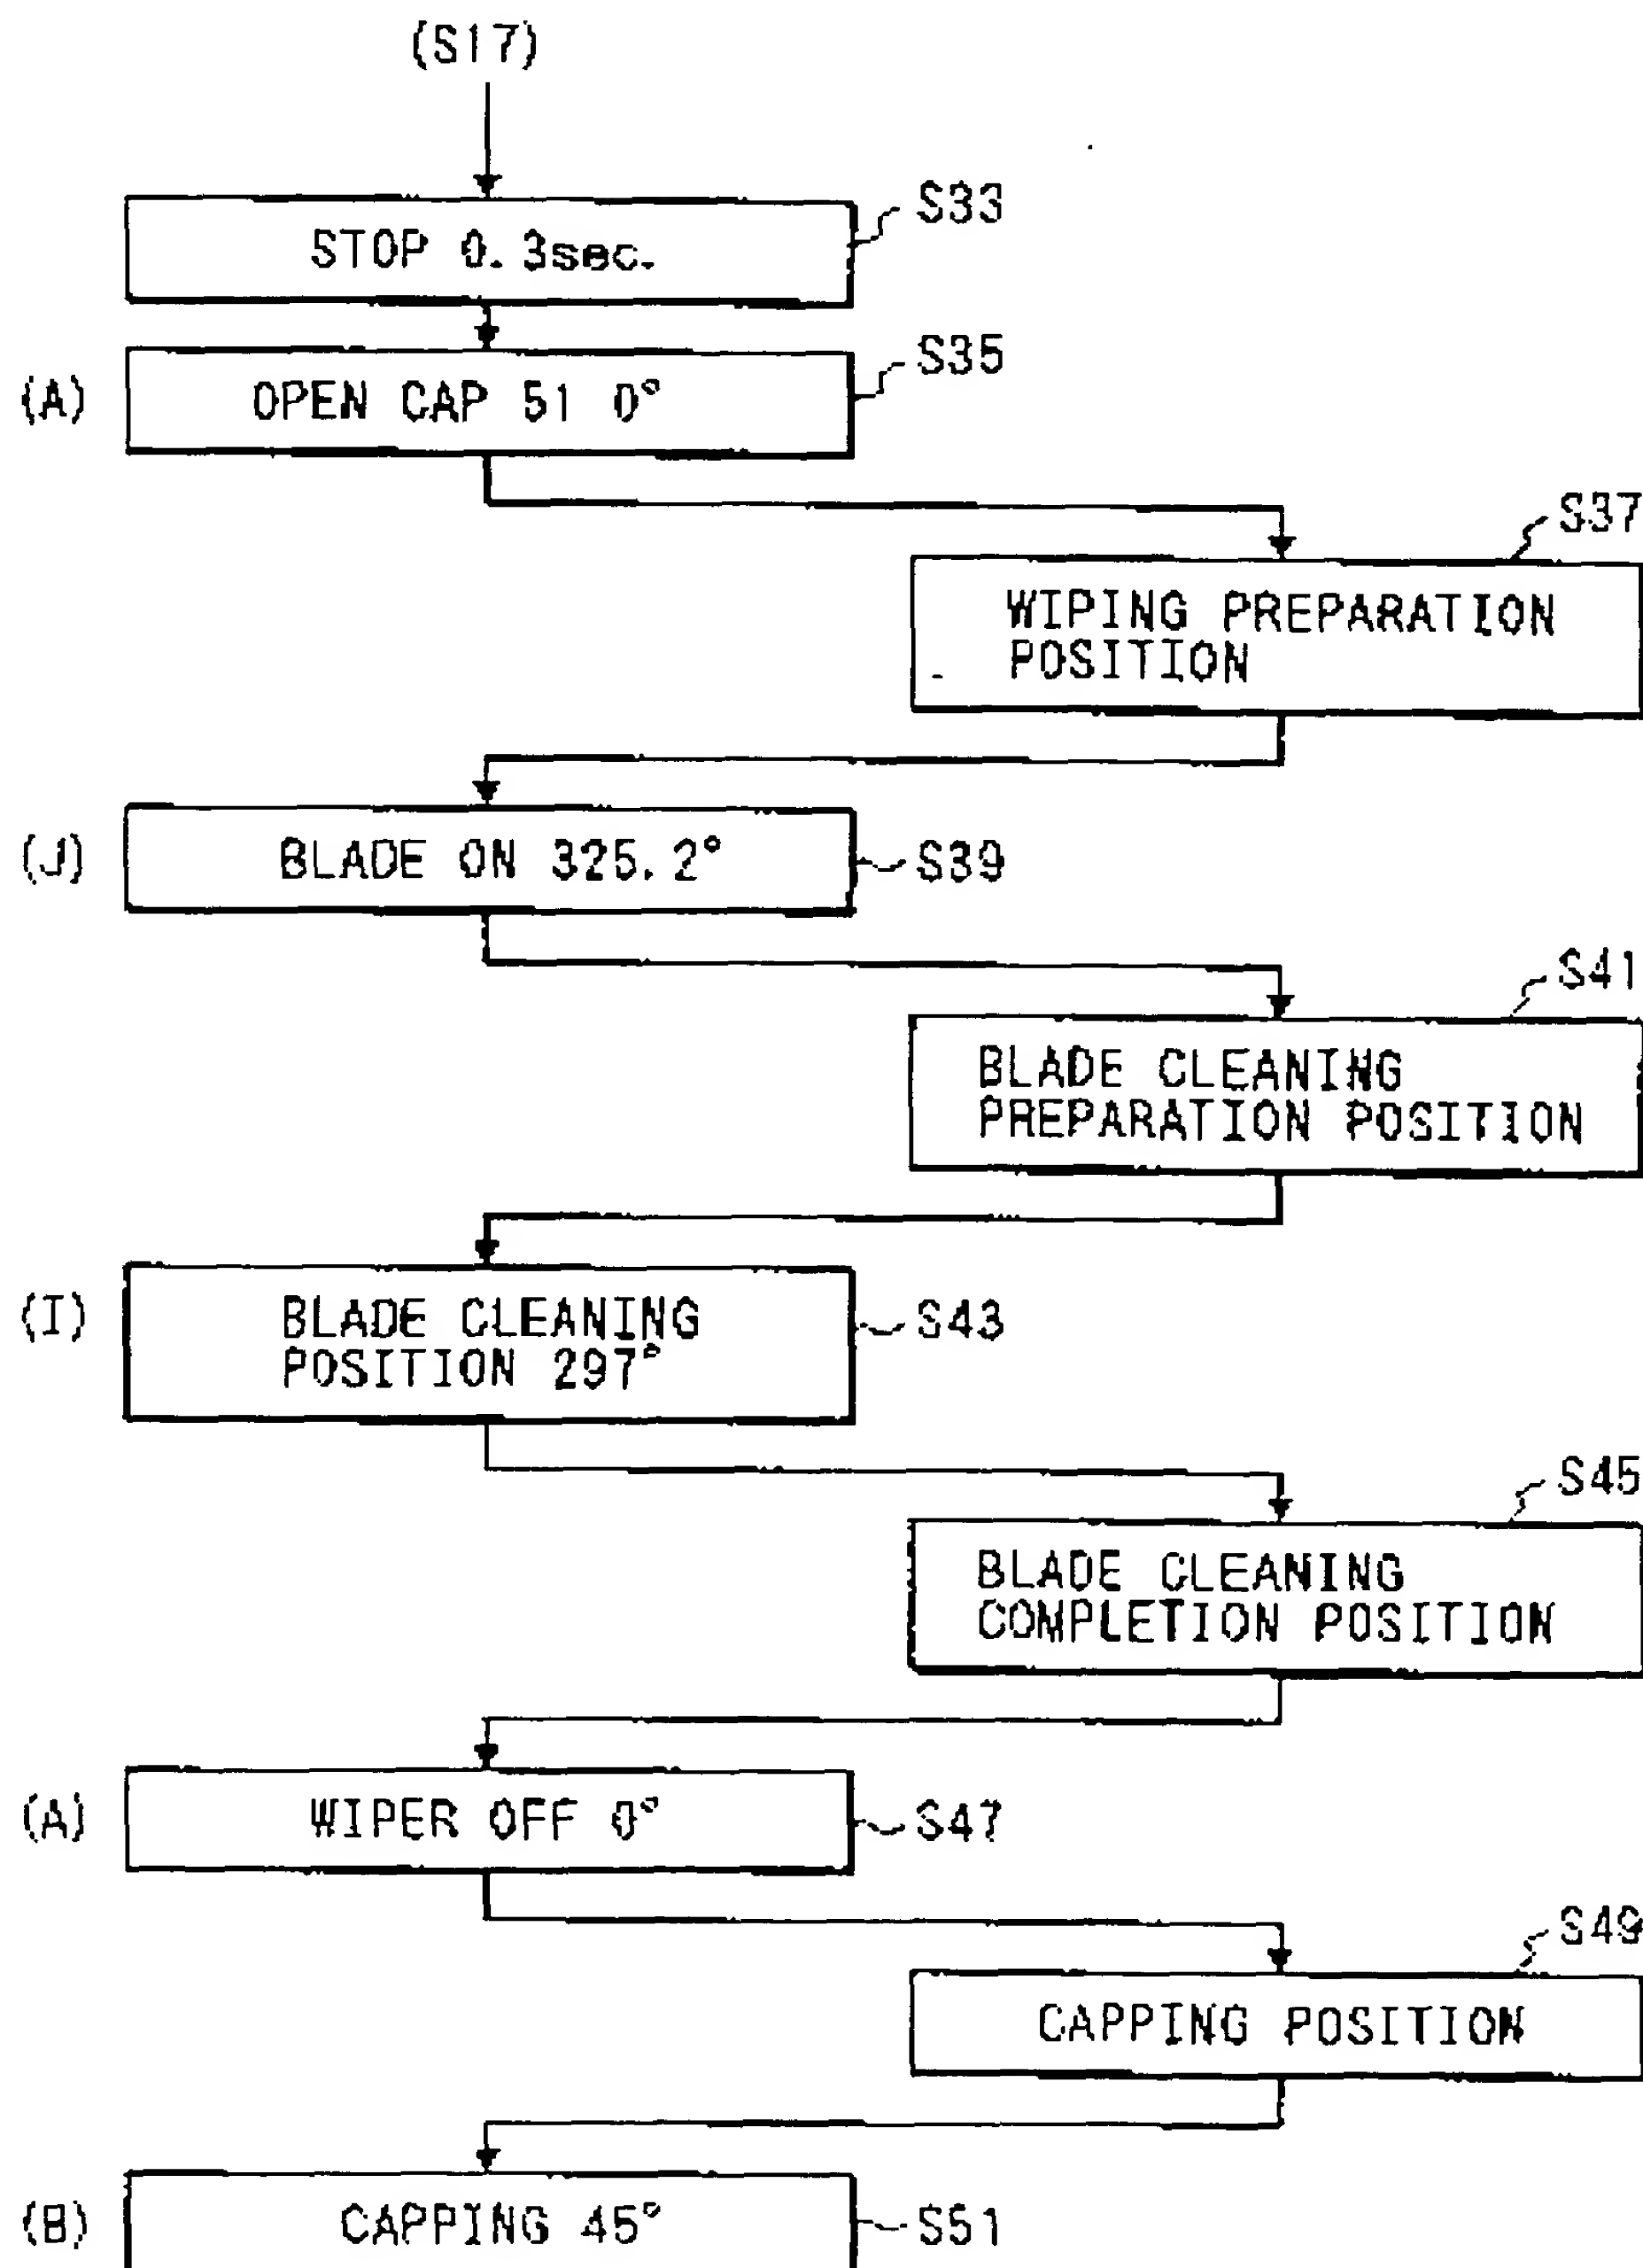 (S17)
S33
STOP 0.3sec.
S35
(A)
OPEN CAP 51 0°
S37
WIPING PREPARATION
POSITION
(J)
BLADE ON 325.2°
S39
S41
BLADE CLEANING
PREPARATION POSITION
(I)
BLADE CLEANING
POSITION 297°
S43
S45
BLADE CLEANING
COMPLETION POSITION
(A)
WIPER OFF 0°
S47
S49
CAPPING POSITION
(B)
CAPPING 45°
S51